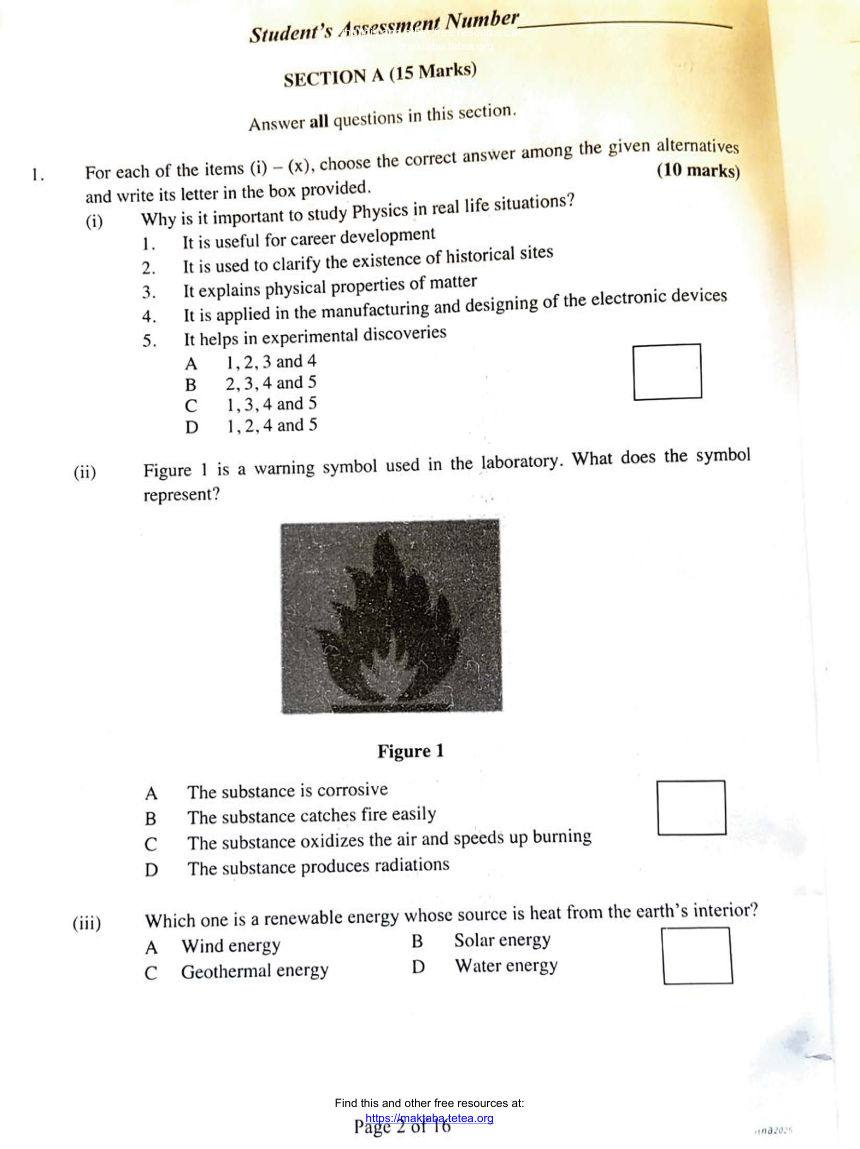 Student's Assessment Number
SECTION A (15 Marks)
Answer all questions in this section.
1. For each of the items (i) – (x), choose the correct answer among the given alternatives
and write its letter in the box provided. (10 marks)
(i) Why is it important to study Physics in real life situations?
1. It is useful for career development
2. It is used to clarify the existence of historical sites
3. It explains physical properties of matter
4. It is applied in the manufacturing and designing of the electronic devices
5. It helps in experimental discoveries
A 1, 2, 3 and 4
B 2, 3, 4 and 5
C 1, 3, 4 and 5
D 1, 2, 4 and 5
(ii) Figure 1 is a warning symbol used in the laboratory. What does the symbol
represent?
Figure 1
A The substance is corrosive
B The substance catches fire easily
C The substance oxidizes the air and speeds up burning
D The substance produces radiations
(iii) Which one is a renewable energy whose source is heat from the earth's interior?
A Wind energy B Solar energy
C Geothermal energy D Water energy
Find this and other free resources at:
https://maktaba.tetea.org
Page 2 of 16